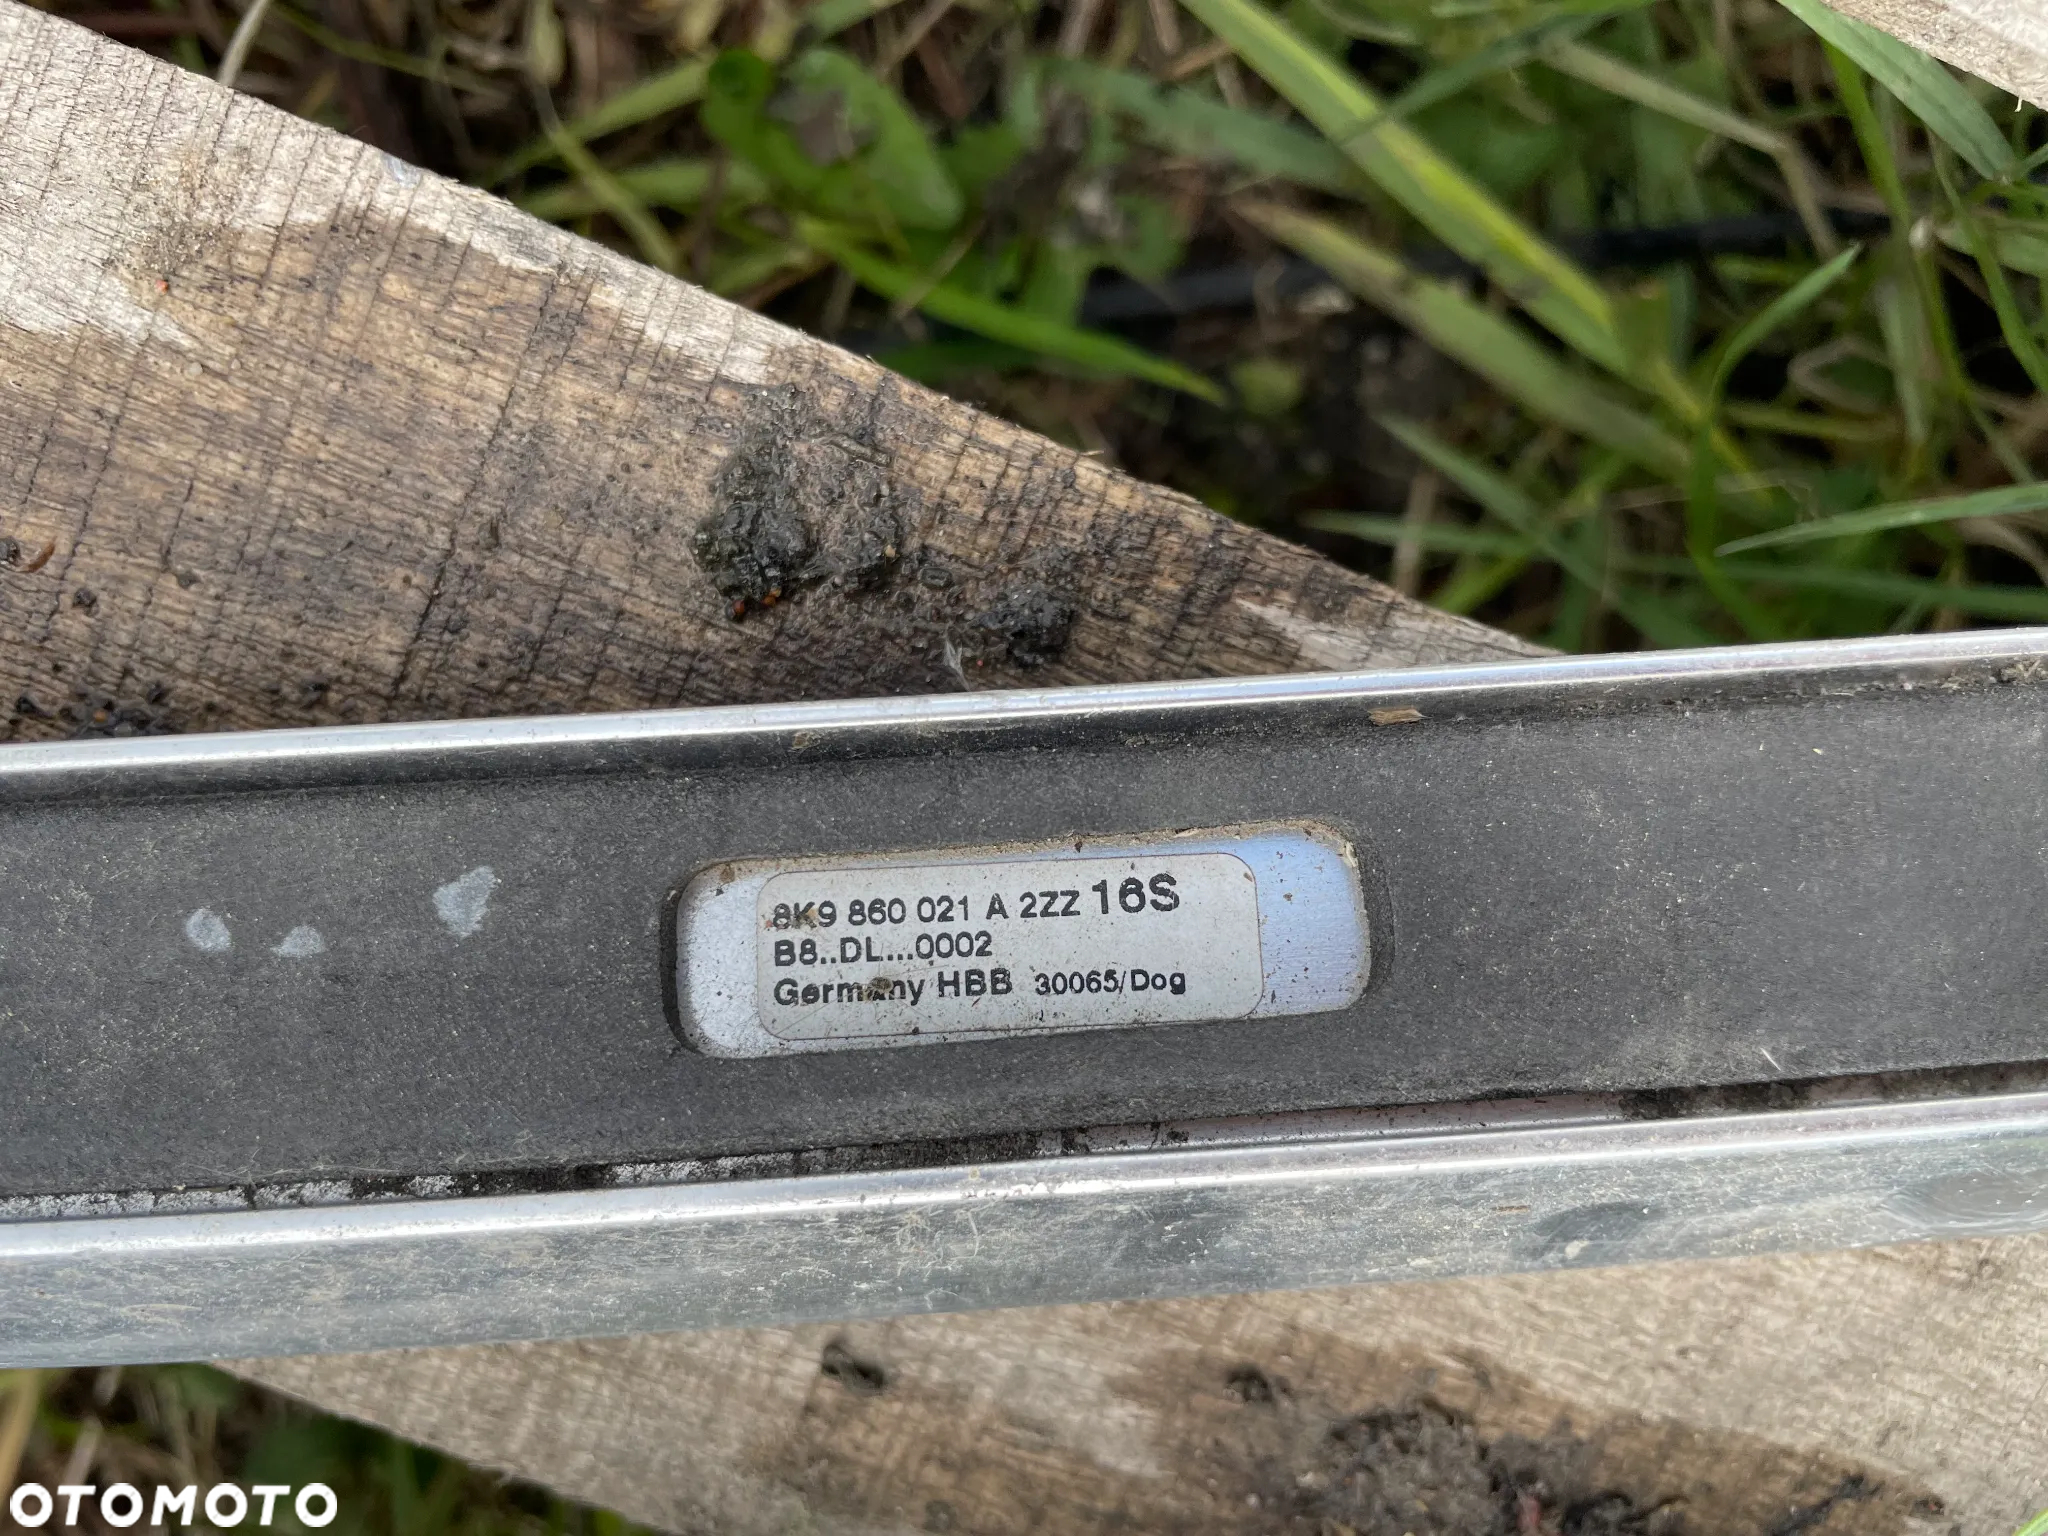 8K9 860 021 A 2ZZ 16S
B8..DL...0002
Germany HBB 30065/Dog
OTOMOTO